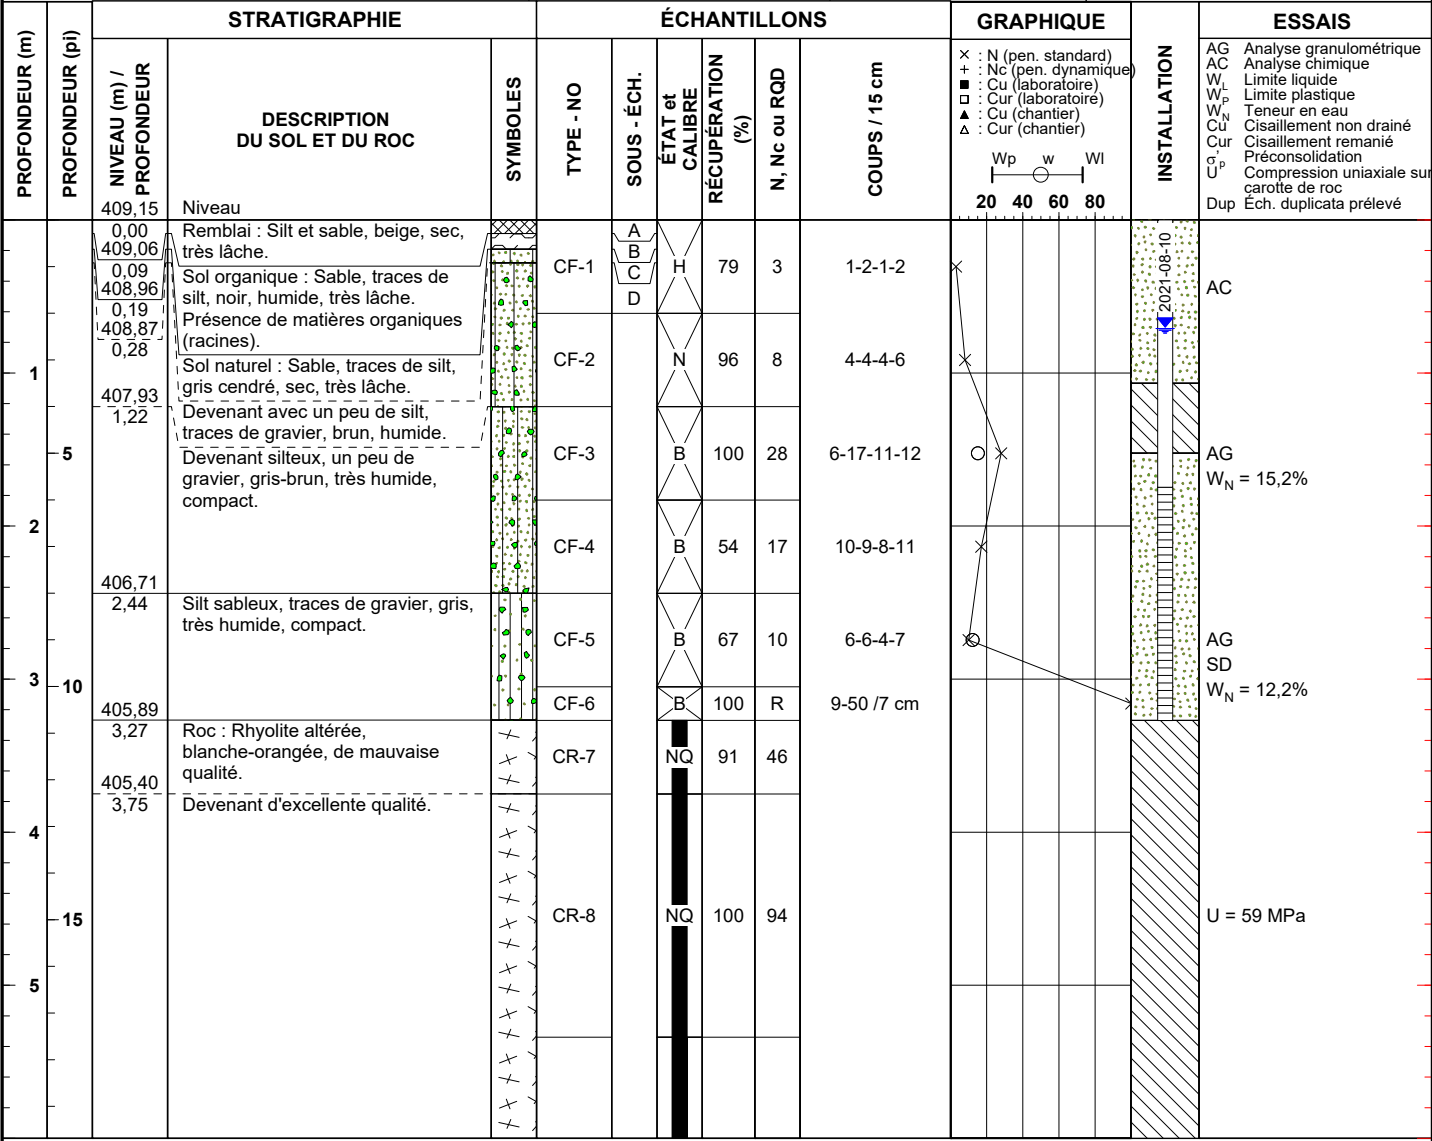 PROFONDEUR (m)
PROFONDEUR (pi)
STRATIGRAPHIE
ÉCHANTILLONS
GRAPHIQUE
INSTALLATION
ESSAIS
NIVEAU (m) /
PROFONDEUR
DESCRIPTION
DU SOL ET DU ROC
SYMBOLES
TYPE - NO
SOUS - ÉCH.
ÉTAT et
CALIBRE
RÉCUPÉRATION
(%)
N, Nc ou RQD
COUPS / 15 cm
× : N (pen. standard)
+ : Nc (pen. dynamique)
■ : Cu (laboratoire)
□ : Cur (laboratoire)
▲ : Cu (chantier)
△ : Cur (chantier)
Wp w Wl
20 40 60 80
AG Analyse granulométrique
AC Analyse chimique
W_L Limite liquide
W_P Limite plastique
W_N Teneur en eau
Cu Cisaillement non drainé
Cur Cisaillement remanié
σ'_p Préconsolidation
U Compression uniaxiale sur
carotte de roc
Dup Éch. duplicata prélevé
409,15 Niveau
0,00 Remblai : Silt et sable, beige, sec,
très lâche.
409,06
0,09 Sol organique : Sable, traces de
silt, noir, humide, très lâche.
Présence de matières organiques
(racines).
408,96
0,19 Sol naturel : Sable, traces de silt,
gris cendré, sec, très lâche.
408,87
0,28 Devenant avec un peu de silt,
traces de gravier, brun, humide.
407,93
1,22 Devenant silteux, un peu de
gravier, gris-brun, très humide,
compact.
406,71
2,44 Silt sableux, traces de gravier, gris,
très humide, compact.
405,89
3,27 Roc : Rhyolite altérée,
blanche-orangée, de mauvaise
qualité.
405,40
3,75 Devenant d'excellente qualité.
1
2
3
4
5
5
10
15
A
B
C
D
CF-1 H 79 3 1-2-1-2
CF-2 N 96 8 4-4-4-6
CF-3 B 100 28 6-17-11-12
CF-4 B 54 17 10-9-8-11
CF-5 B 67 10 6-6-4-7
CF-6 B 100 R 9-50 /7 cm
CR-7 NQ 91 46
CR-8 NQ 100 94
2021-08-10
AC
AG
W_N = 15,2%
AG
SD
W_N = 12,2%
U = 59 MPa